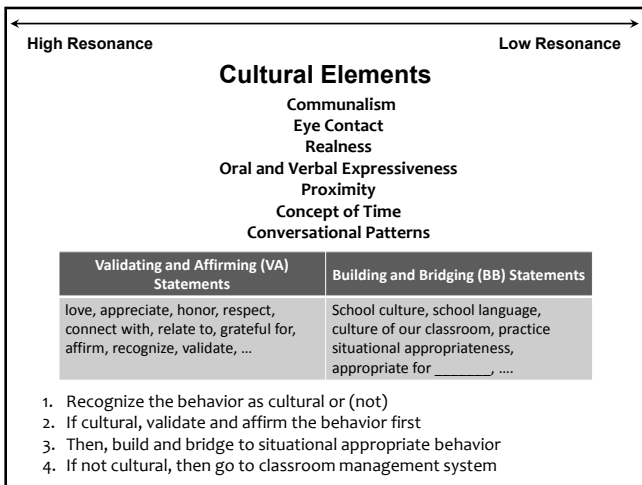 High Resonance Low Resonance
Cultural Elements
Communalism
Eye Contact
Realness
Oral and Verbal Expressiveness
Proximity
Concept of Time
Conversational Patterns
Validating and Affirming (VA)
Statements
Building and Bridging (BB) Statements
love, appreciate, honor, respect,
connect with, relate to, grateful for,
affirm, recognize, validate, ...
School culture, school language,
culture of our classroom, practice
situational appropriateness,
appropriate for _______, ....
1. Recognize the behavior as cultural or (not)
2. If cultural, validate and affirm the behavior first
3. Then, build and bridge to situational appropriate behavior
4. If not cultural, then go to classroom management system